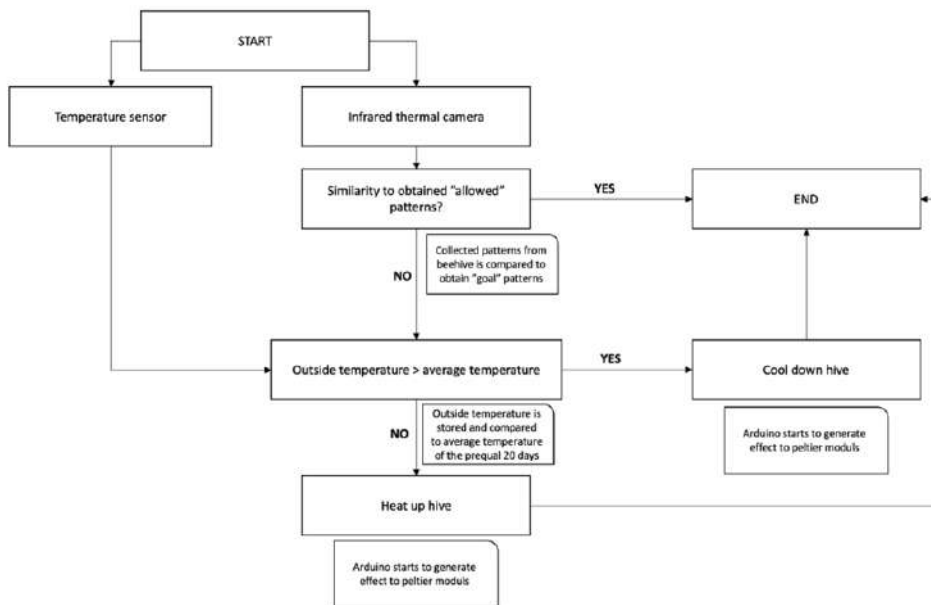 START
Temperature sensor
Infrared thermal camera
Similarity to obtained "allowed"
patterns?
YES
END
Collected patterns from
beehive is compared to
obtain "goal" patterns
NO
Outside temperature > average temperature
YES
Cool down hive
Outside temperature is
stored and compared
to average temperature
of the prequal 20 days
NO
Arduino starts to generate
effect to peltier moduls
Heat up hive
Arduino starts to generate
effect to peltier moduls